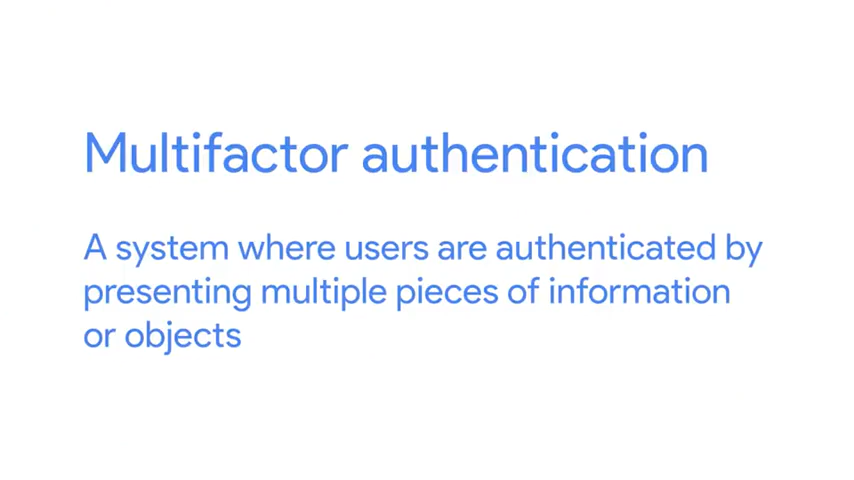 Multifactor authentication
A system where users are authenticated by
presenting multiple pieces of information
or objects